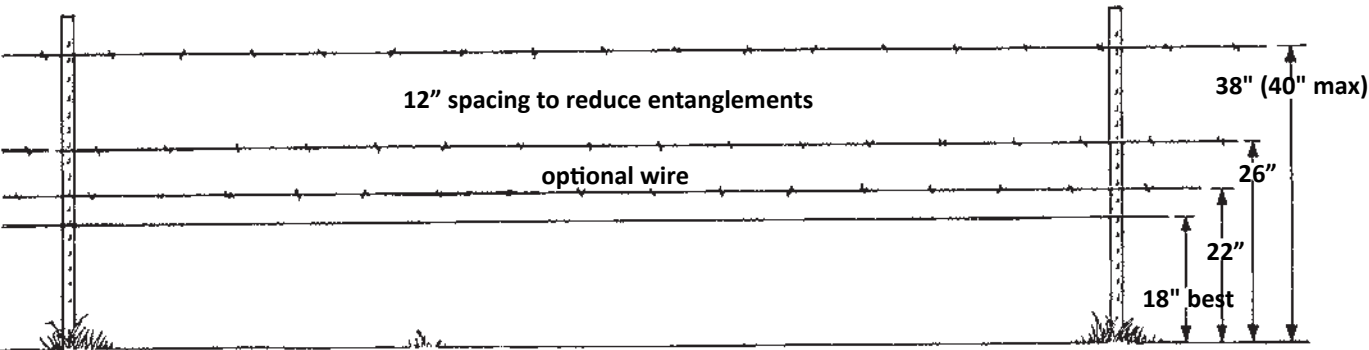 38" (40" max)
12” spacing to reduce entanglements
optional wire
26”
22”
18" best